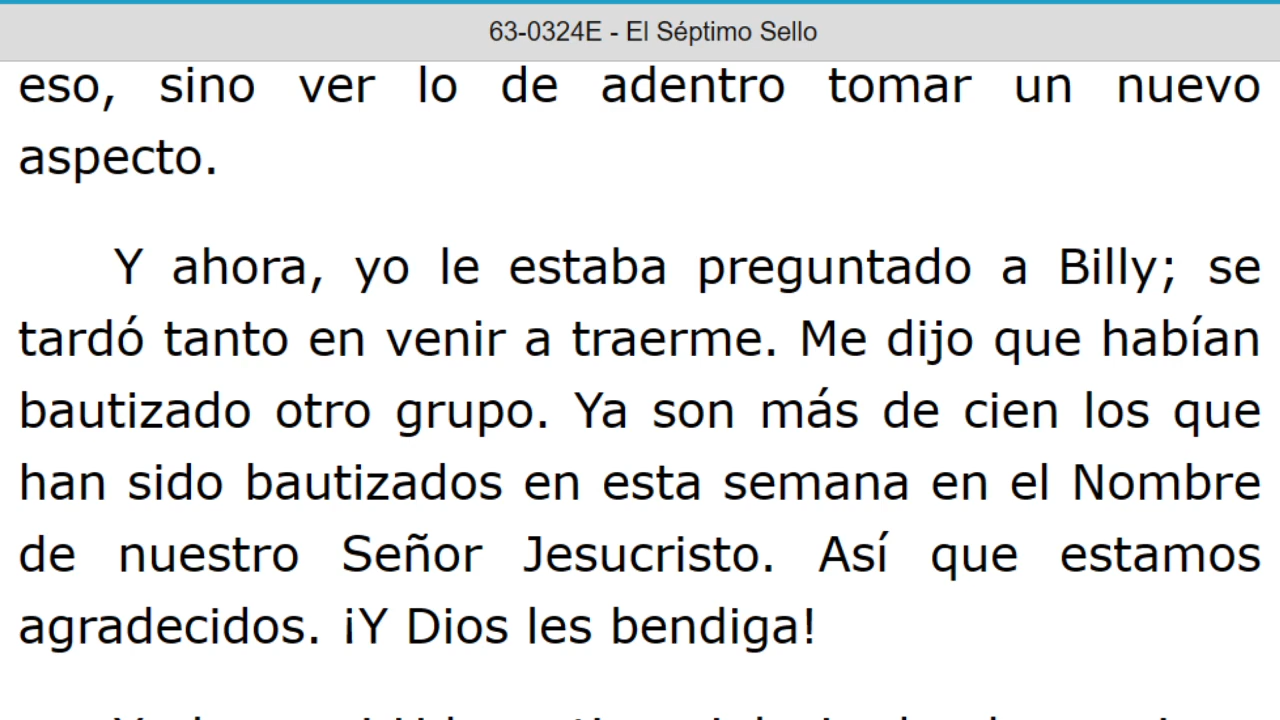 63-0324E - El Séptimo Sello
eso, sino ver lo de adentro tomar un nuevo
aspecto.
Y ahora, yo le estaba preguntado a Billy; se
tardó tanto en venir a traerme. Me dijo que habían
bautizado otro grupo. Ya son más de cien los que
han sido bautizados en esta semana en el Nombre
de nuestro Señor Jesucristo. Así que estamos
agradecidos. ¡Y Dios les bendiga!